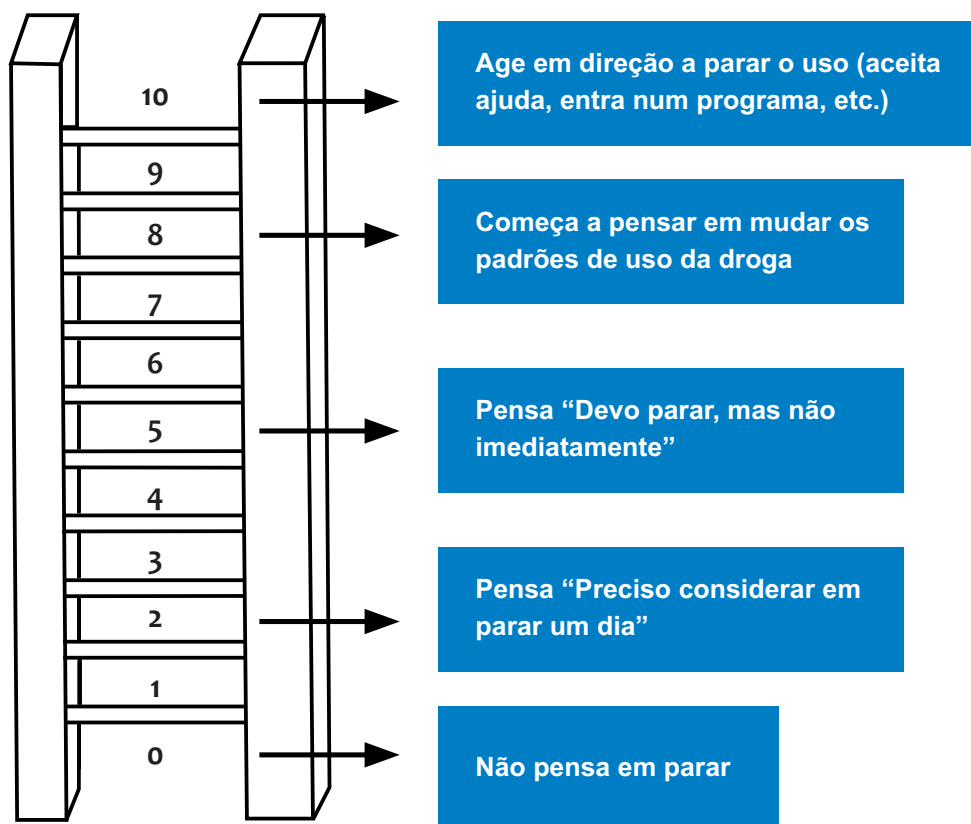 10
Age em direção a parar o uso (aceita
ajuda, entra num programa, etc.)
9
8
Começa a pensar em mudar os
padrões de uso da droga
7
6
5
Pensa “Devo parar, mas não
imediatamente”
4
3
2
Pensa “Preciso considerar em
parar um dia”
1
0
Não pensa em parar